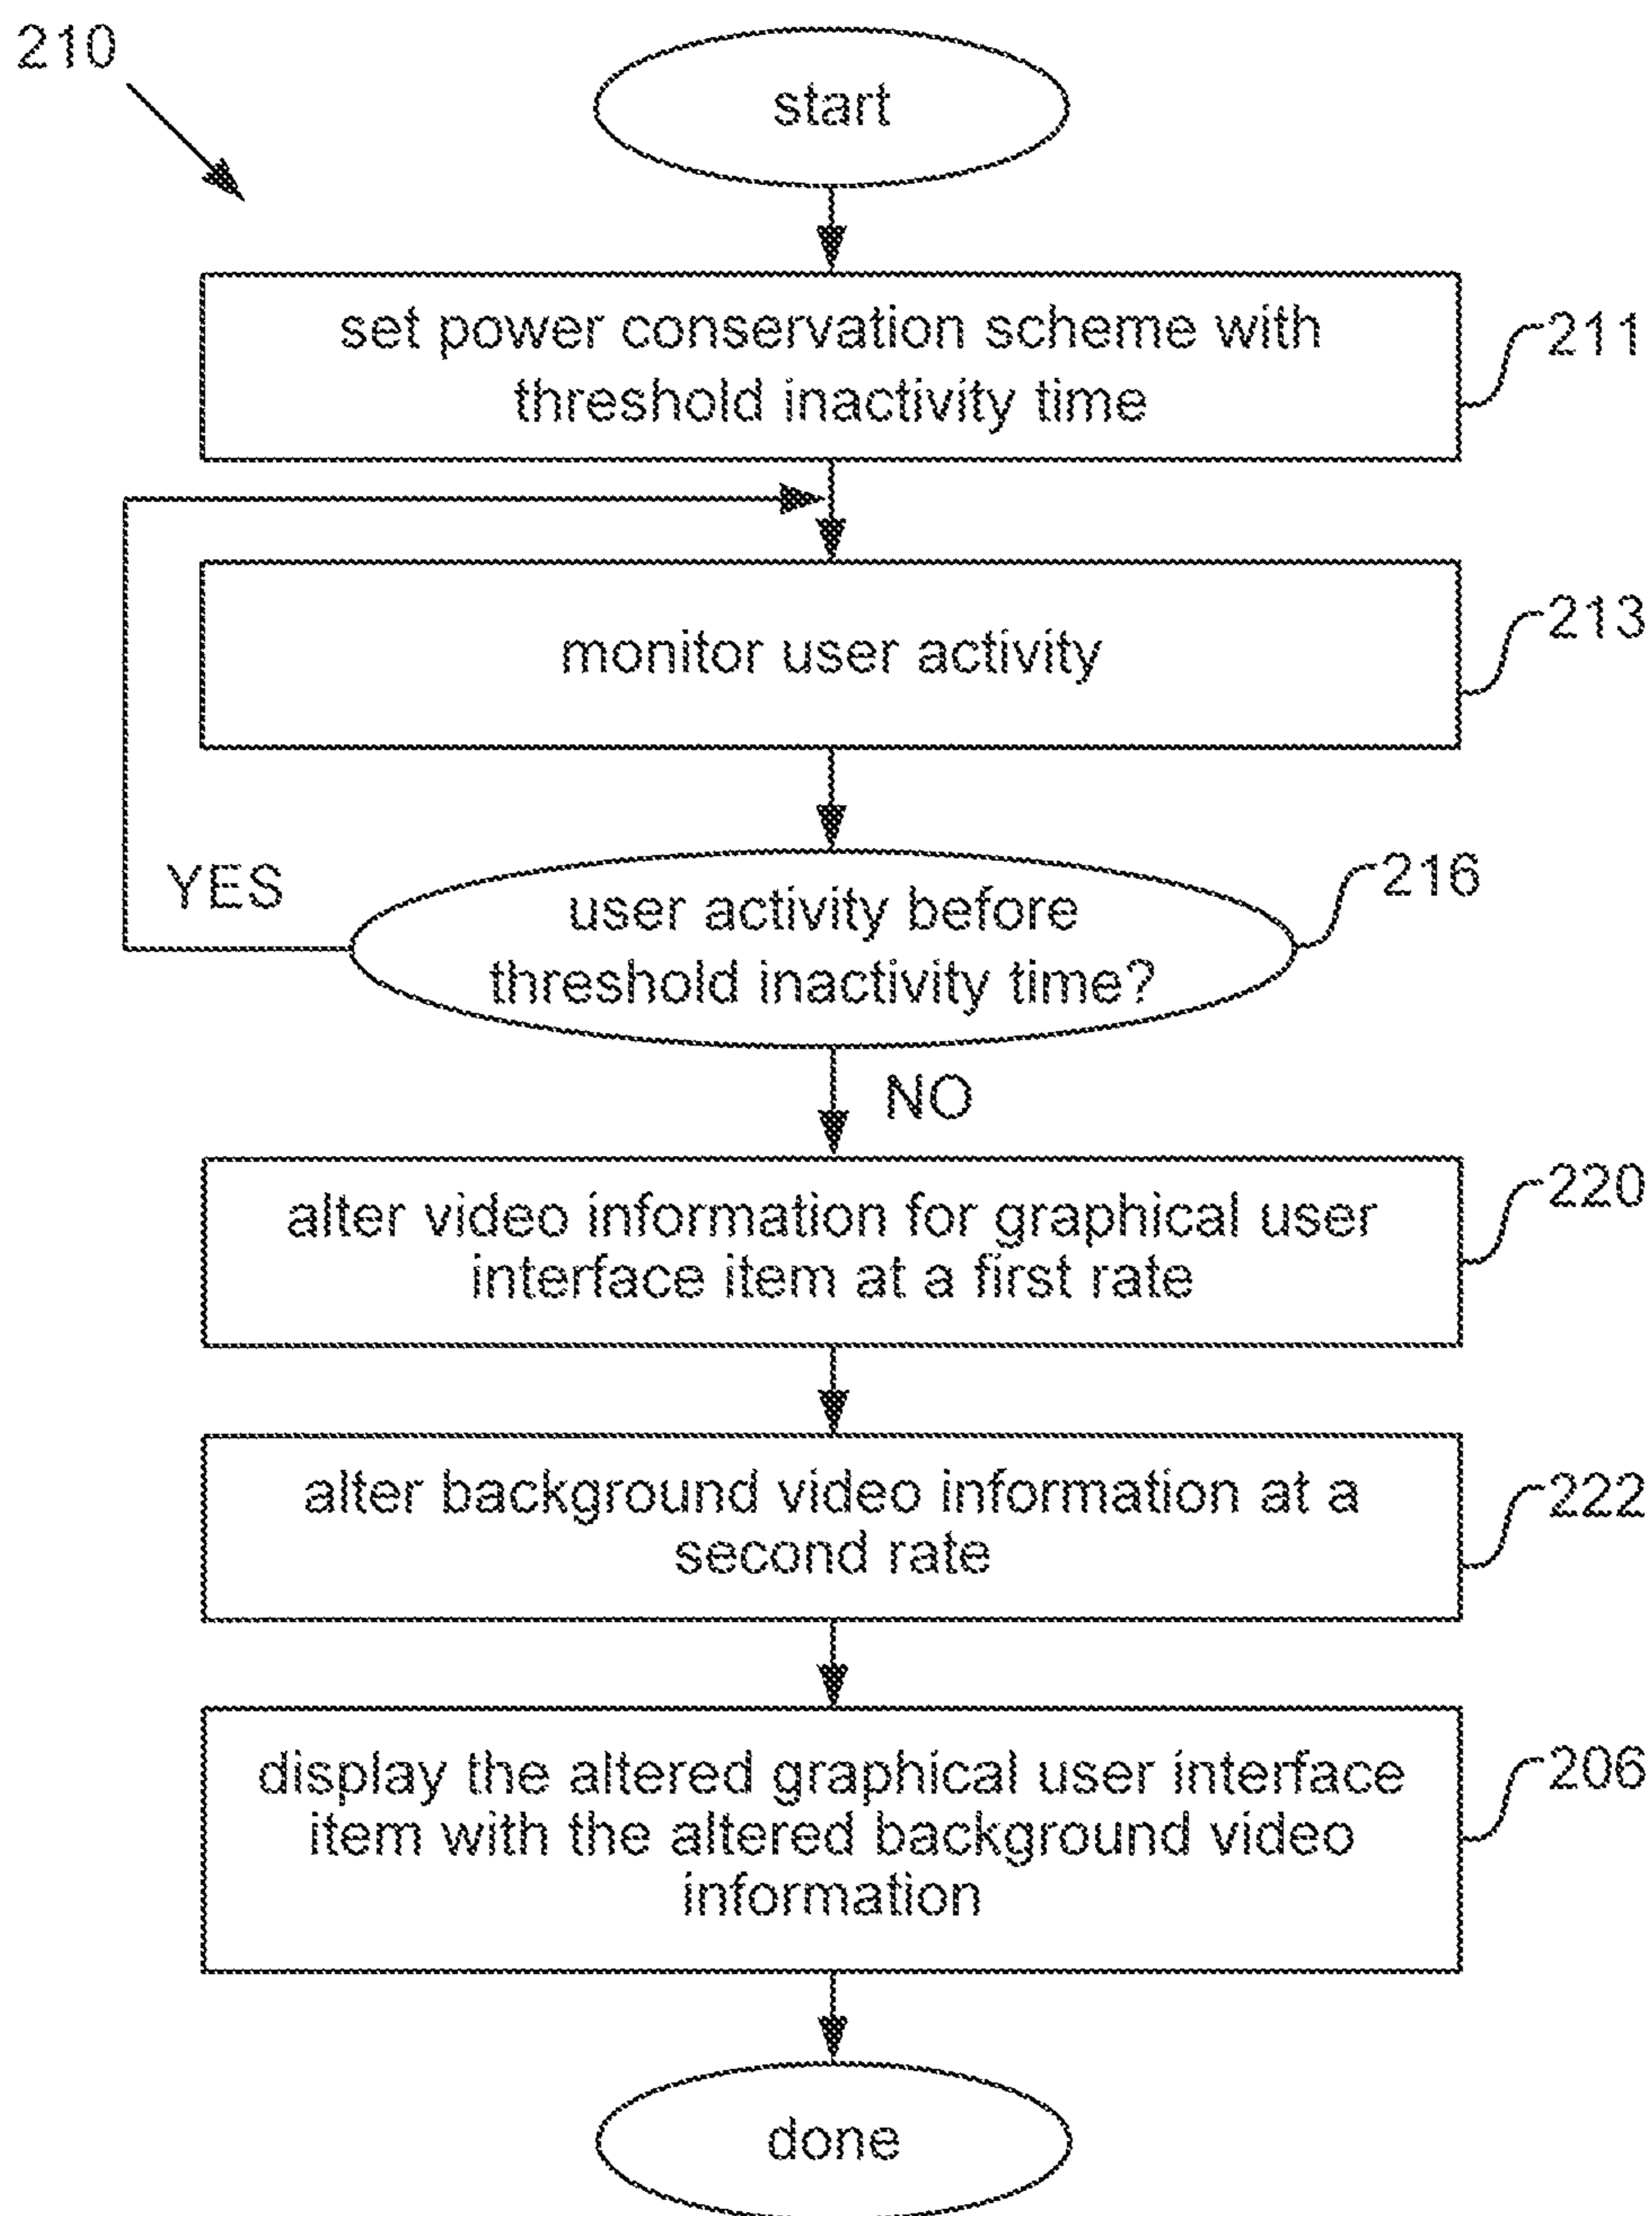 210
start
set power conservation scheme with
threshold inactivity time
211
monitor user activity
213
YES
user activity before
threshold inactivity time?
216
NO
alter video information for graphical user
interface item at a first rate
220
alter background video information at a
second rate
222
display the altered graphical user interface
item with the altered background video
information
206
done